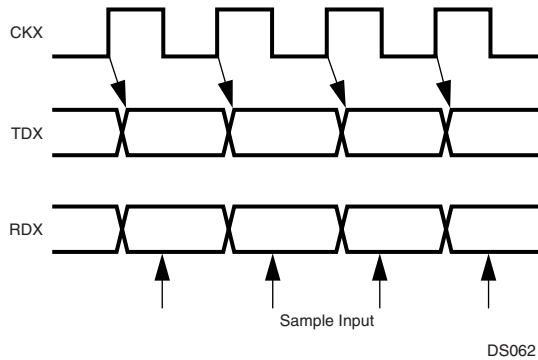 CKX
TDX
RDX
Sample Input
DS062